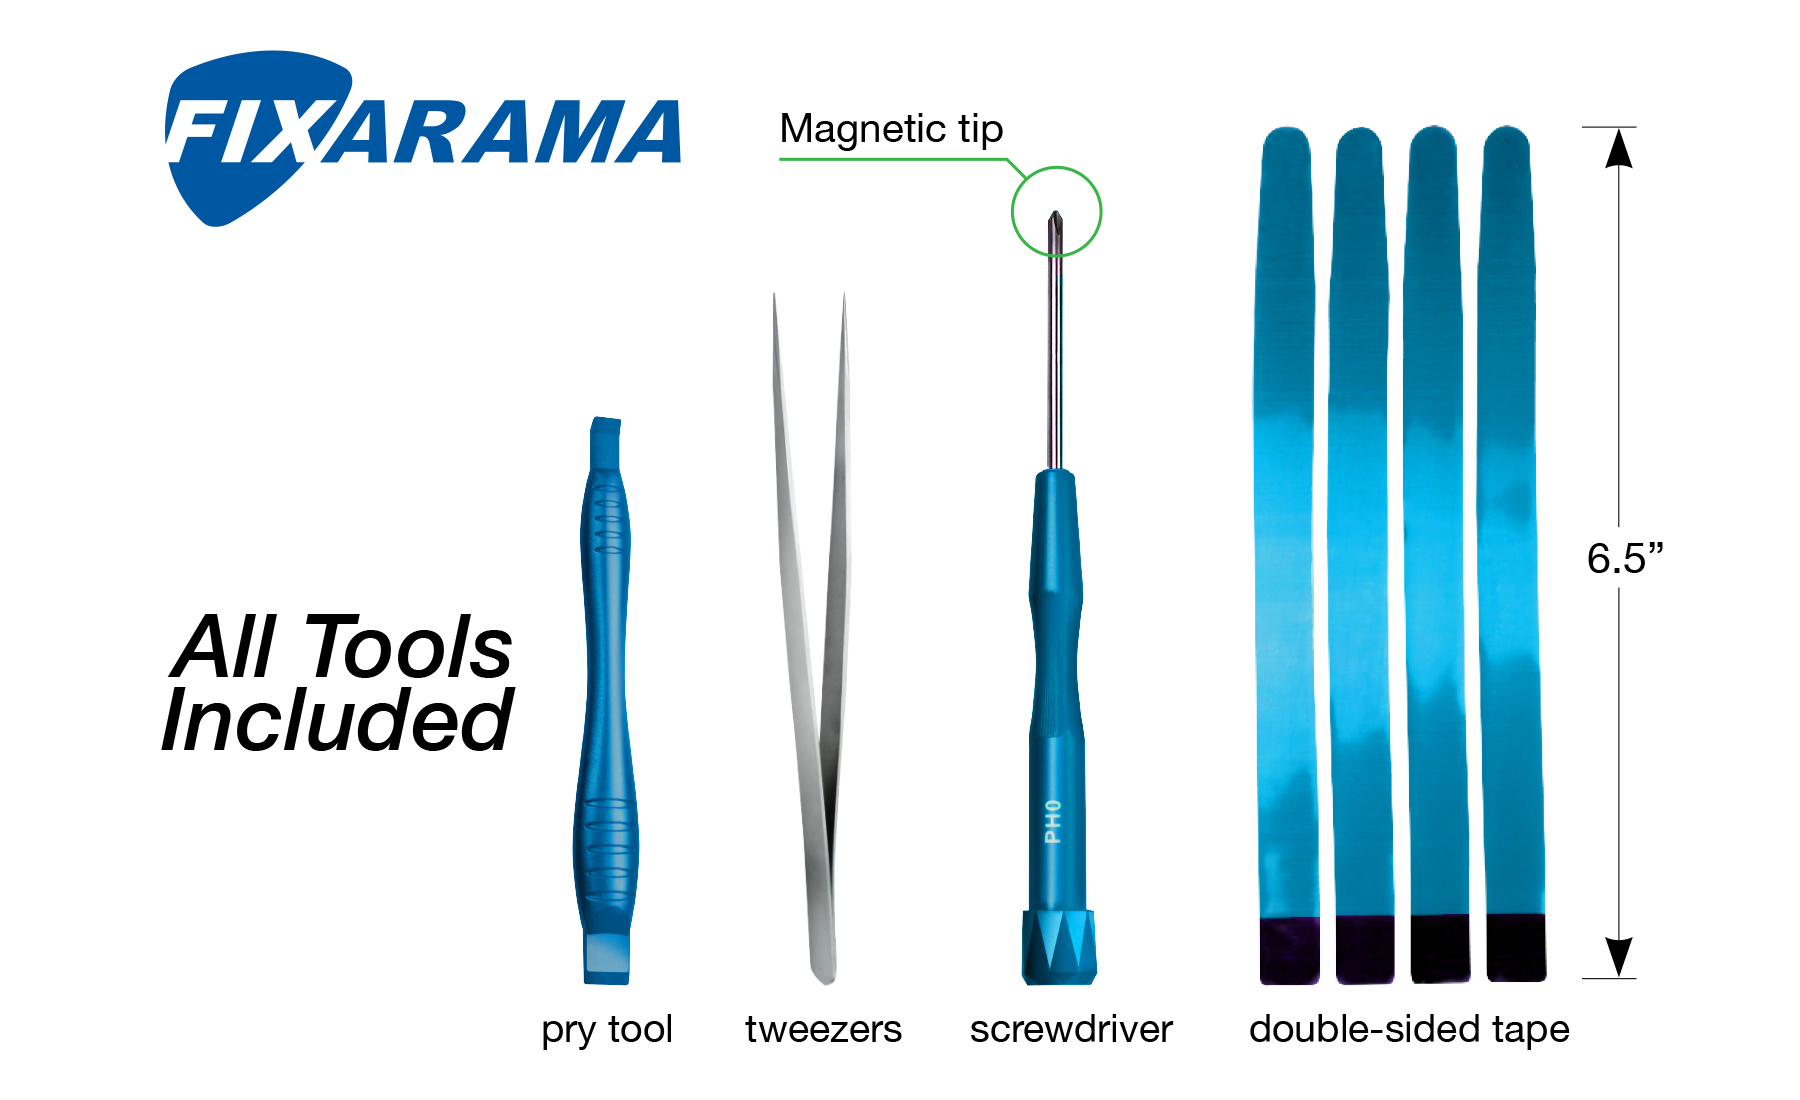 FIXARAMA
Magnetic tip
6.5”
All Tools
Included
PH0
pry tool
tweezers
screwdriver
double-sided tape